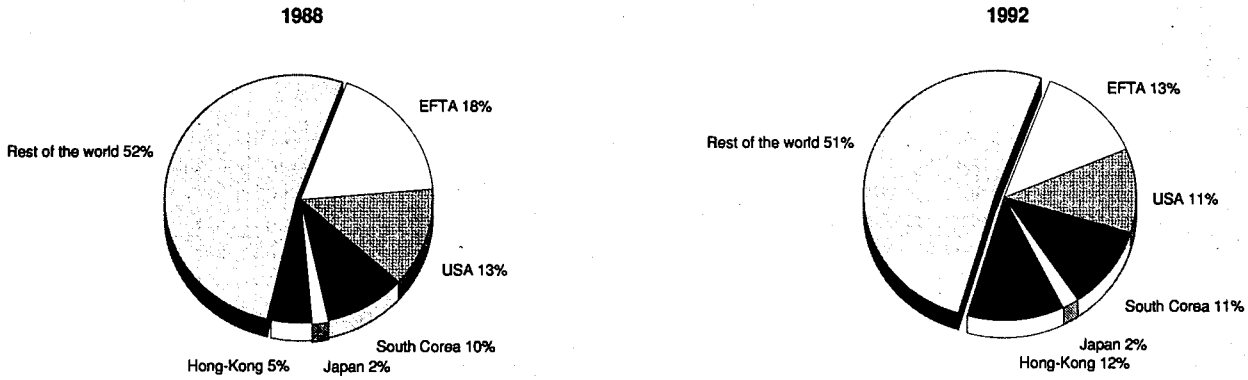 1988
EFTA 18%
Rest of the world 52%
USA 13%
South Corea 10%
Hong-Kong 5%
Japan 2%
1992
EFTA 13%
Rest of the world 51%
USA 11%
South Corea 11%
Japan 2%
Hong-Kong 12%